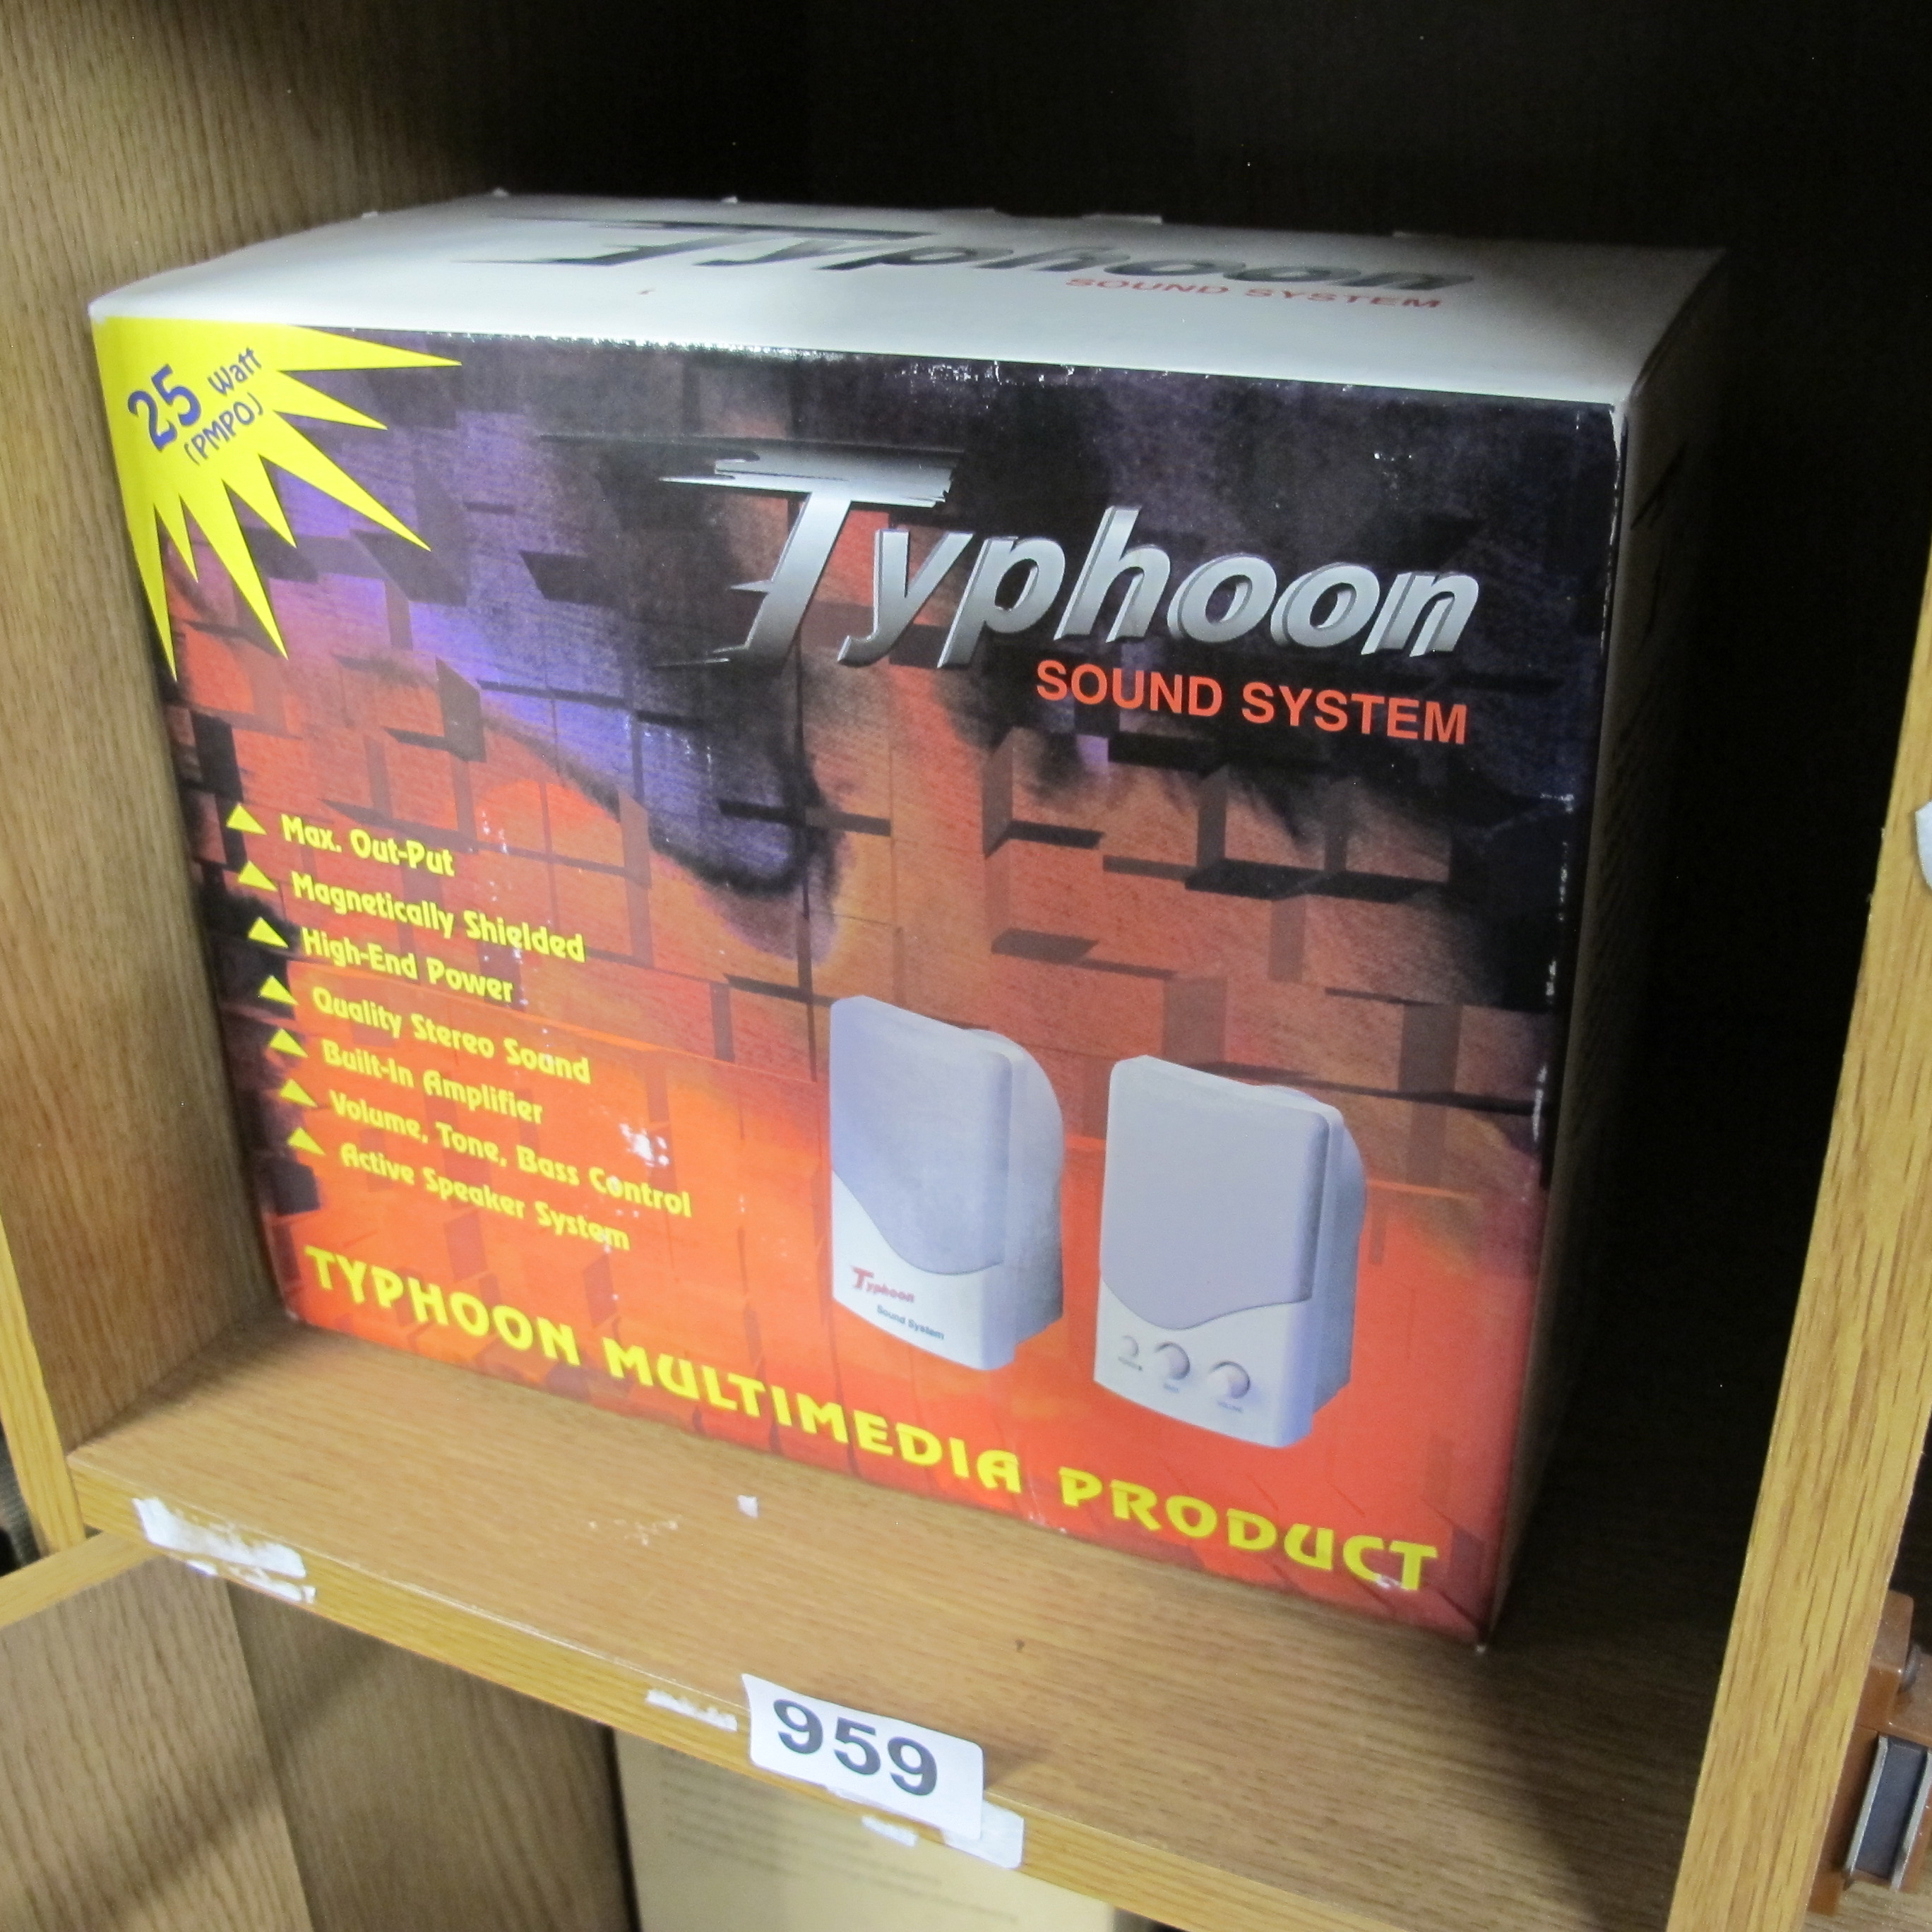 Typhoon
SOUND SYSTEM
25 Watt
(PMPO)
Typhoon
SOUND SYSTEM
Max. Out-Put
Magnetically Shielded
High-End Power
Quality Stereo Sound
Built-In Amplifier
Volume, Tone, Bass Control
Active Speaker System
Typhoon
Sound System
TYPHOON MULTIMEDIA PRODUCT
959